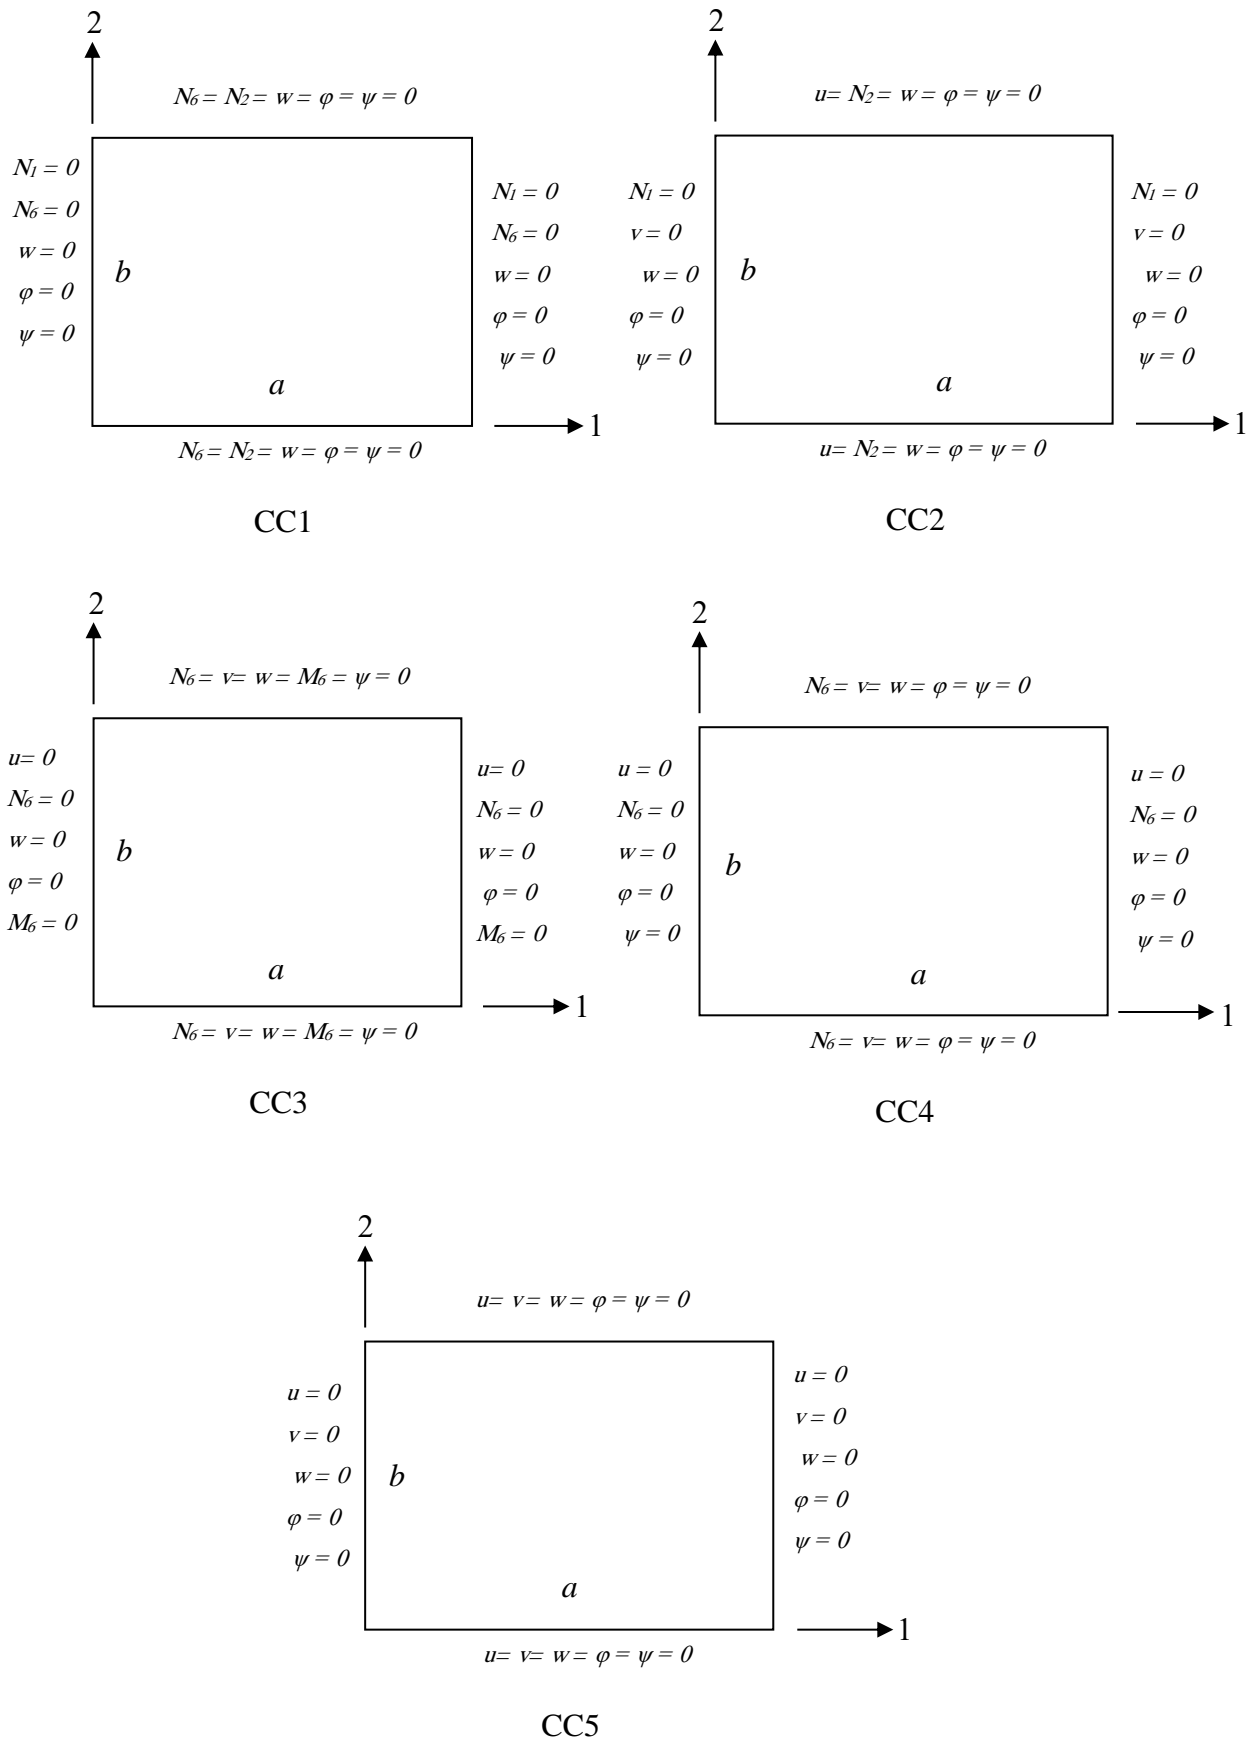 2
N₆ = N₂ = w = φ = ψ = 0
N₁ = 0
N₆ = 0
w = 0
φ = 0
ψ = 0
b
a
N₁ = 0
N₆ = 0
w = 0
φ = 0
ψ = 0
1
N₆ = N₂ = w = φ = ψ = 0
CC1
2
u= N₂ = w = φ = ψ = 0
N₁ = 0
v = 0
w = 0
φ = 0
ψ = 0
b
a
N₁ = 0
v = 0
w = 0
φ = 0
ψ = 0
1
u= N₂ = w = φ = ψ = 0
CC2
2
N₆ = v= w = M₆ = ψ = 0
u= 0
N₆ = 0
w = 0
φ = 0
M₆ = 0
b
a
u= 0
N₆ = 0
w = 0
φ = 0
M₆ = 0
1
N₆ = v= w = M₆ = ψ = 0
CC3
2
N₆ = v= w = φ = ψ = 0
u = 0
N₆ = 0
w = 0
φ = 0
ψ = 0
b
a
u = 0
N₆ = 0
w = 0
φ = 0
ψ = 0
1
N₆ = v= w = φ = ψ = 0
CC4
2
u= v= w = φ = ψ = 0
u = 0
v = 0
w = 0
φ = 0
ψ = 0
b
a
u = 0
v = 0
w = 0
φ = 0
ψ = 0
1
u= v= w = φ = ψ = 0
CC5